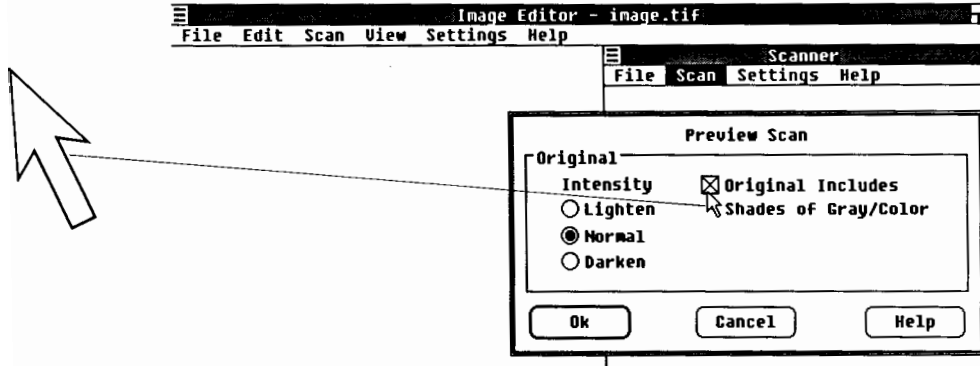 Image Editor - image.tif
File Edit Scan View Settings Help
Scanner
File Scan Settings Help
Preview Scan
Original
Intensity
Lighten
Normal
Darken
Original Includes
Shades of Gray/Color
Ok Cancel Help